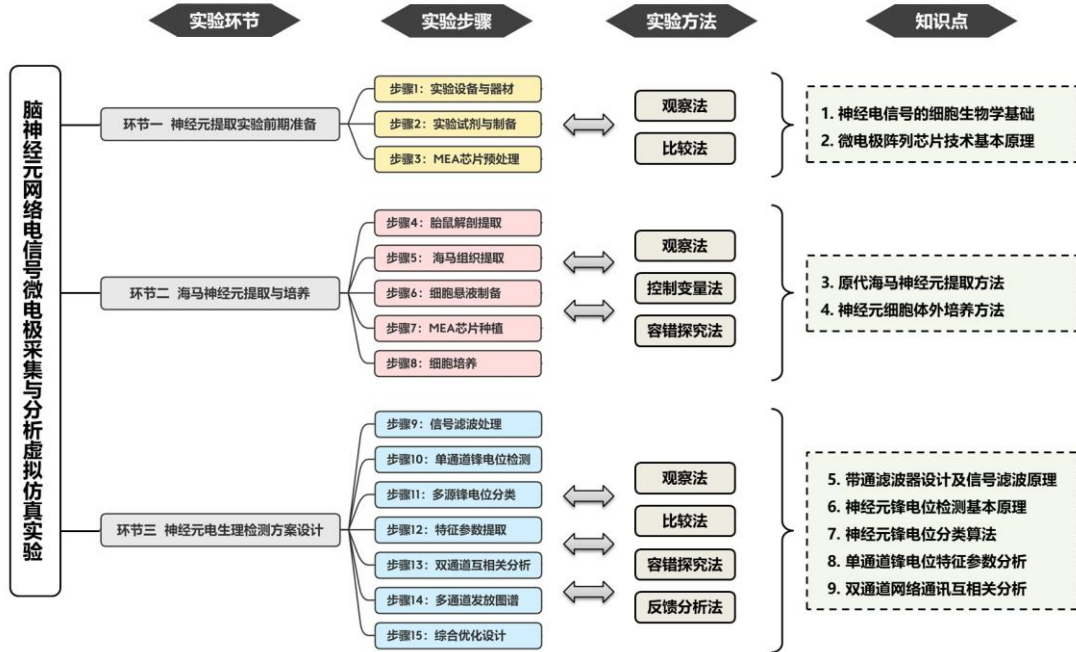 实验环节
实验步骤
实验方法
知识点
脑神经元网络电信号微电极采集与分析虚拟仿真实验
环节一 神经元提取实验前期准备
步骤1：实验设备与器材
步骤2：实验试剂与制备
步骤3：MEA芯片预处理
观察法
比较法
1. 神经电信号的细胞生物学基础
2. 微电极阵列芯片技术基本原理
环节二 海马神经元提取与培养
步骤4：胎鼠解剖提取
步骤5： 海马组织提取
步骤6：细胞悬液制备
步骤7：MEA芯片种植
步骤8：细胞培养
观察法
控制变量法
容错探究法
3. 原代海马神经元提取方法
4. 神经元细胞体外培养方法
环节三 神经元电生理检测方案设计
步骤9：信号滤波处理
步骤10：单通道锋电位检测
步骤11：多源锋电位分类
步骤12：特征参数提取
步骤13：双通道互相关分析
步骤14：多通道发放图谱
步骤15：综合优化设计
观察法
比较法
容错探究法
反馈分析法
5. 带通滤波器设计及信号滤波原理
6. 神经元锋电位检测基本原理
7. 神经元锋电位分类算法
8. 单通道锋电位特征参数分析
9. 双通道网络通讯互相关分析